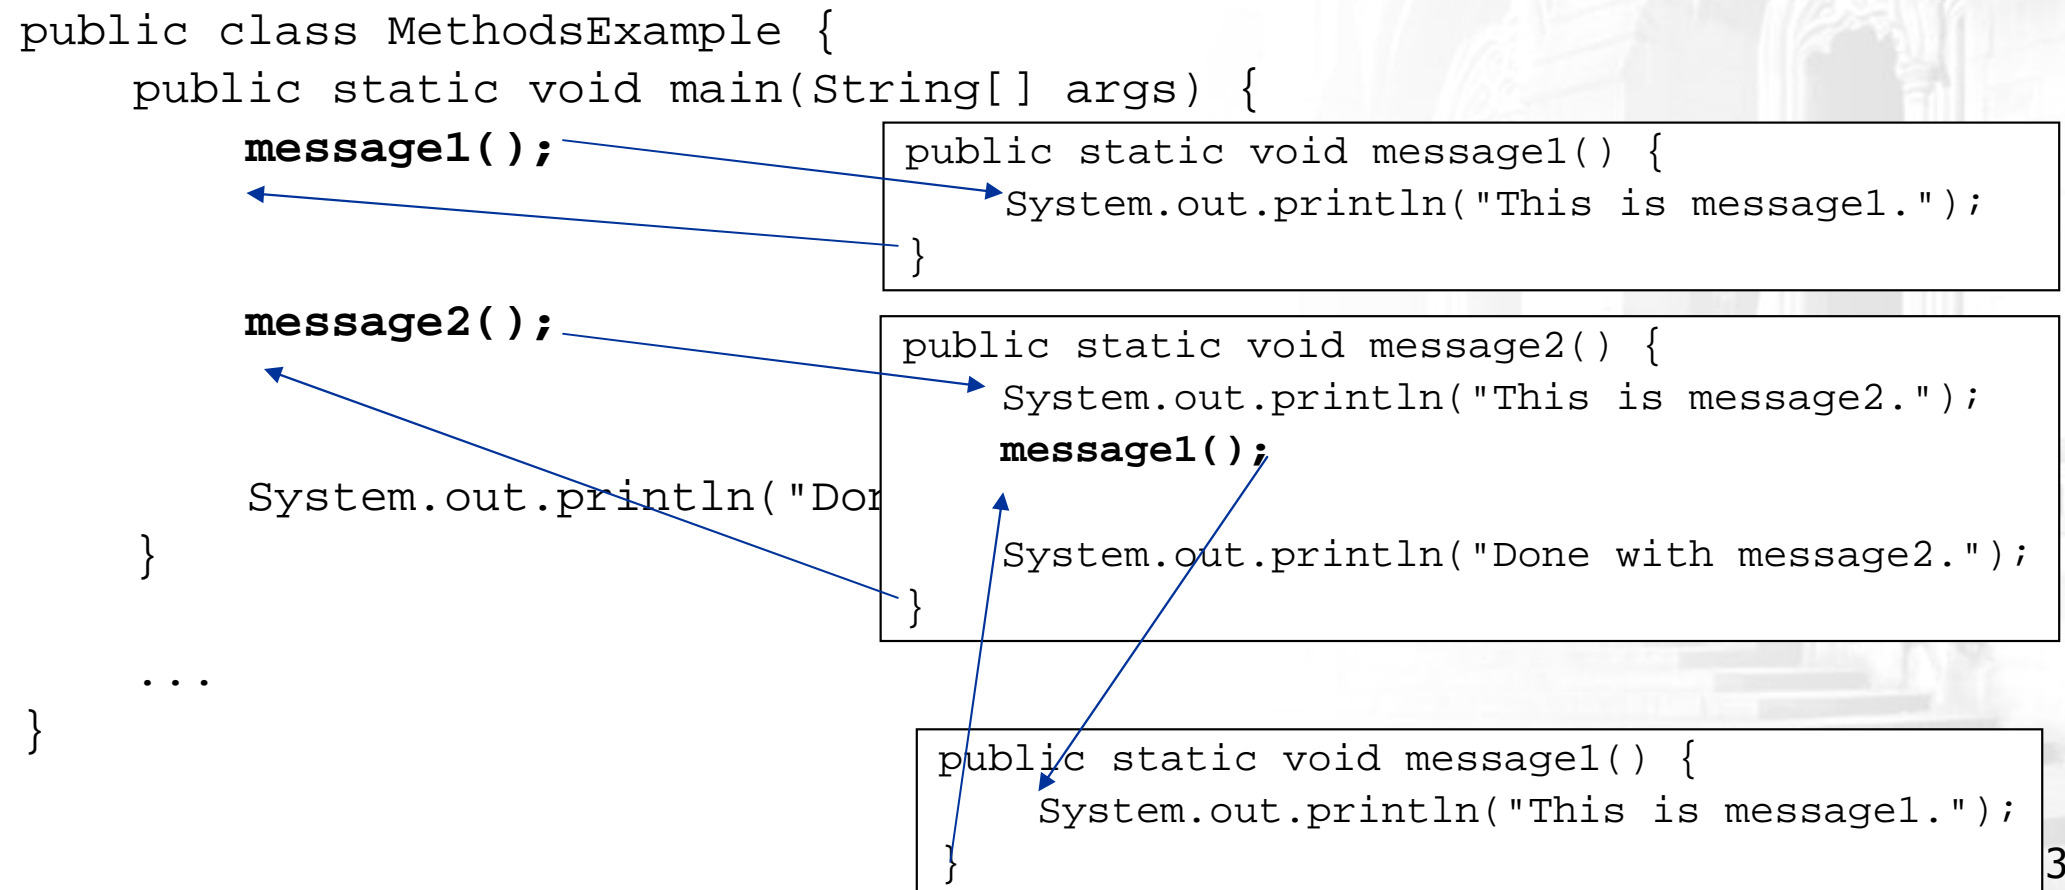 public class MethodsExample {
    public static void main(String[] args) {
        message1();
        message2();
        System.out.println("Don
    }
    ...
}
public static void message1() {
    System.out.println("This is message1.");
}
public static void message2() {
    System.out.println("This is message2.");
    message1();
    System.out.println("Done with message2.");
}
public static void message1() {
    System.out.println("This is message1.");
}
3